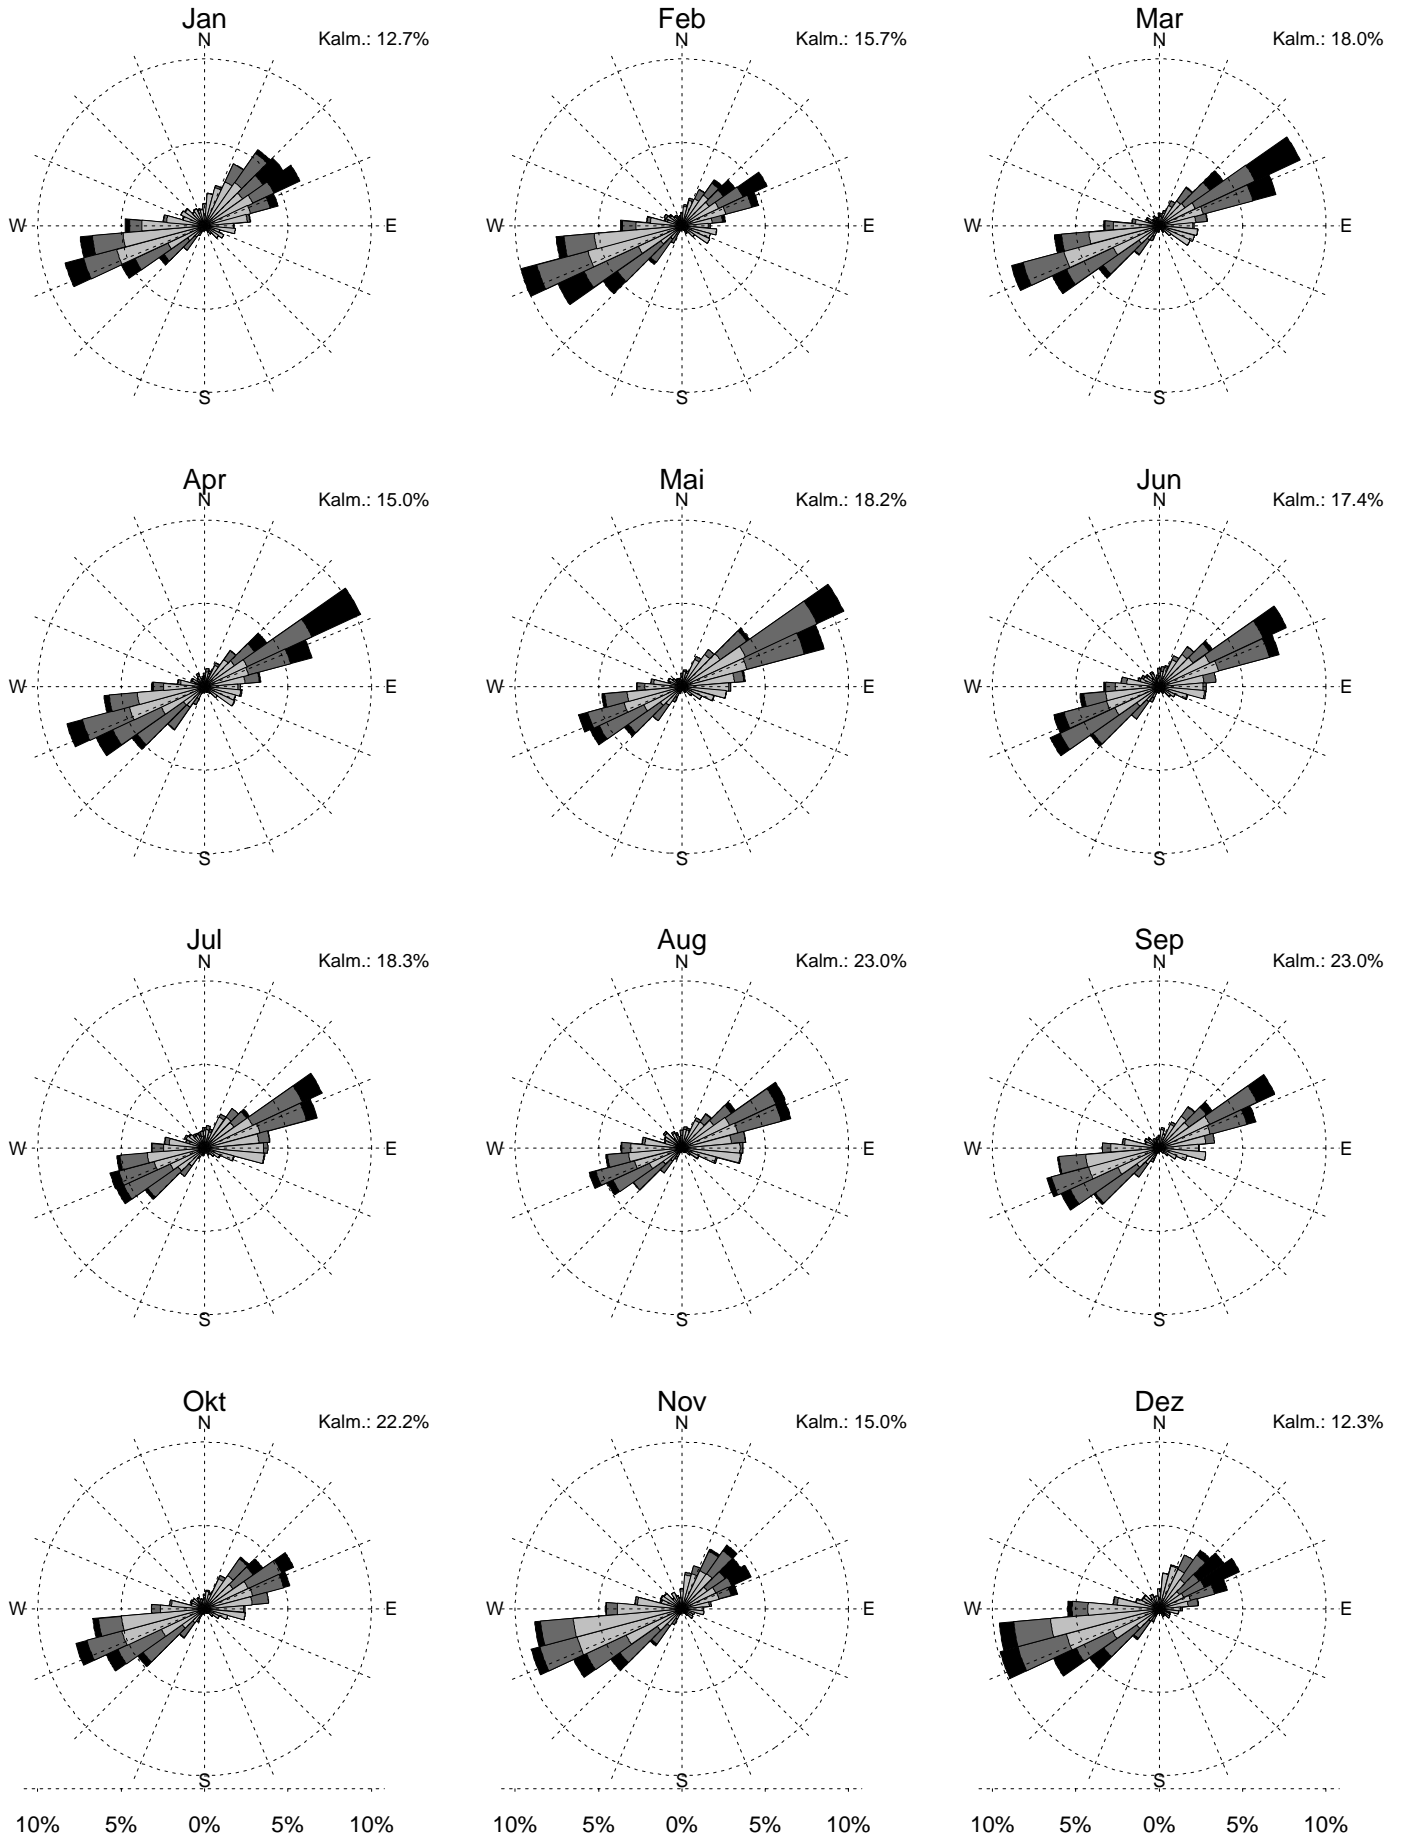 Jan
Kalm.: 12.7%
N
W
E
S
Feb
Kalm.: 15.7%
N
W
E
S
Mar
Kalm.: 18.0%
N
W
E
S
Apr
Kalm.: 15.0%
N
W
E
S
Mai
Kalm.: 18.2%
N
W
E
S
Jun
Kalm.: 17.4%
N
W
E
S
Jul
Kalm.: 18.3%
N
W
E
S
Aug
Kalm.: 23.0%
N
W
E
S
Sep
Kalm.: 23.0%
N
W
E
S
Okt
Kalm.: 22.2%
N
W
E
S
Nov
Kalm.: 15.0%
N
W
E
S
Dez
Kalm.: 12.3%
N
W
E
S
10% 5% 0% 5% 10%
10% 5% 0% 5% 10%
10% 5% 0% 5% 10%